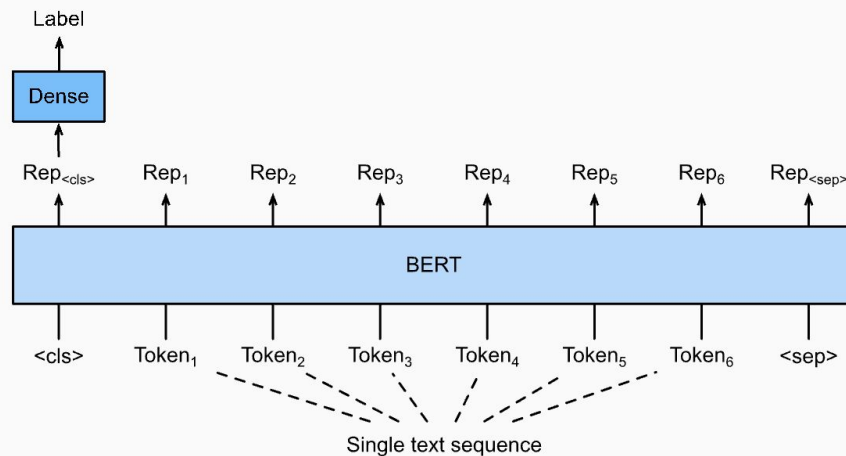 Label
Dense
Rep<cls> Rep1 Rep2 Rep3 Rep4 Rep5 Rep6 Rep<sep>
BERT
<cls> Token1 Token2 Token3 Token4 Token5 Token6 <sep>
Single text sequence